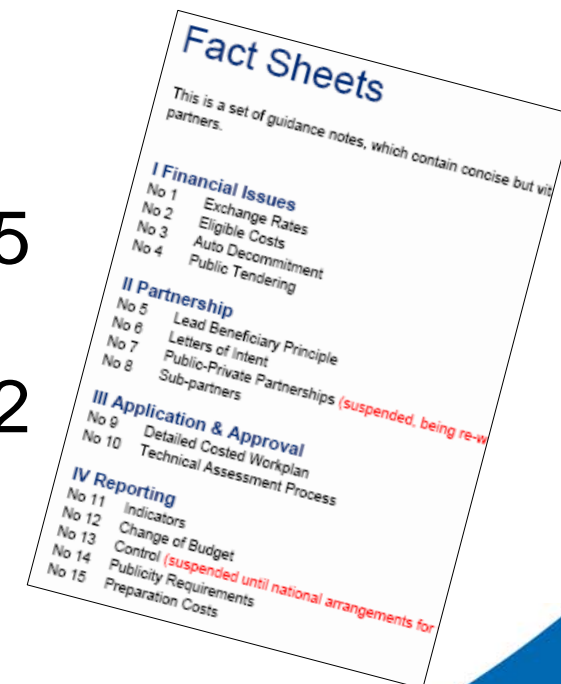 5
2
Fact Sheets
This is a set of guidance notes, which contain concise but
partners.
I Financial Issues
No 1 Exchange Rates
No 2 Eligible Costs
No 3 Auto Decommitment
No 4 Public Tendering
II Partnership
No 5 Lead Beneficiary Principle
No 6 Letters of Intent
No 7 Public-Private Partnerships (suspended, being
No 8 Sub-partners
III Application & Approval
No 9 Detailed Costed Workplan
No 10 Technical Assessment Process
IV Reporting
No 11 Indicators
No 12 Change of Budget
No 13 Control (suspended until national arrangements for
No 14 Publicity Requirements
No 15 Preparation Costs